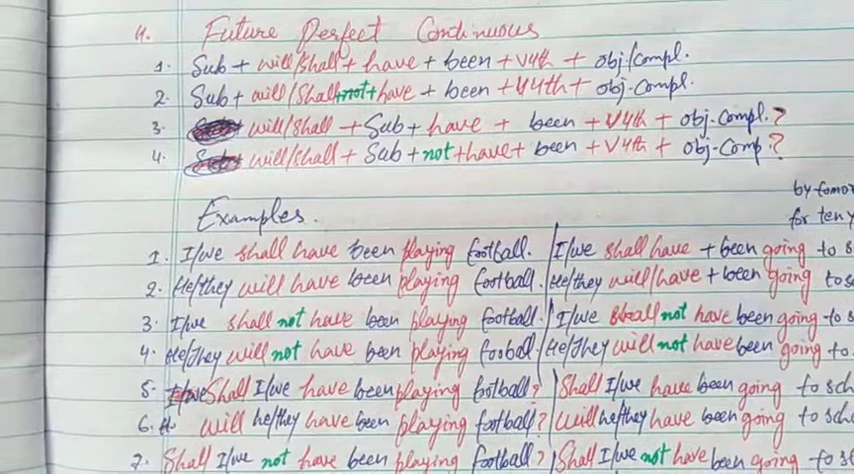 4. Future Perfect Continuous
1. Sub + will/shall + have + been + V4th + obj/compl.
2. Sub + will/shall+not+have + been + V4th + obj-Compl.
3. will/shall + Sub + have + been + V4th + obj-Compl.?
4. will/shall + Sub + not + have + been + V4th + obj-Comp.?
by tomor
for ten y
Examples.
1. I/we shall have been playing football. I/we shall have + been going to s
2. He/they will have been playing football. He/they will/have + been going to sc
3. I/we shall not have been playing football. I/we shall not have been going to s
4. He/They will not have been playing fooball. He/They will not have been going to.
5. Shall I/we have been playing football? Shall I/we have been going to sch
6. will he/they have been playing football? Will he/they have been going to sch
7. Shall I/we not have been playing football? Shall I/we not have been going to s